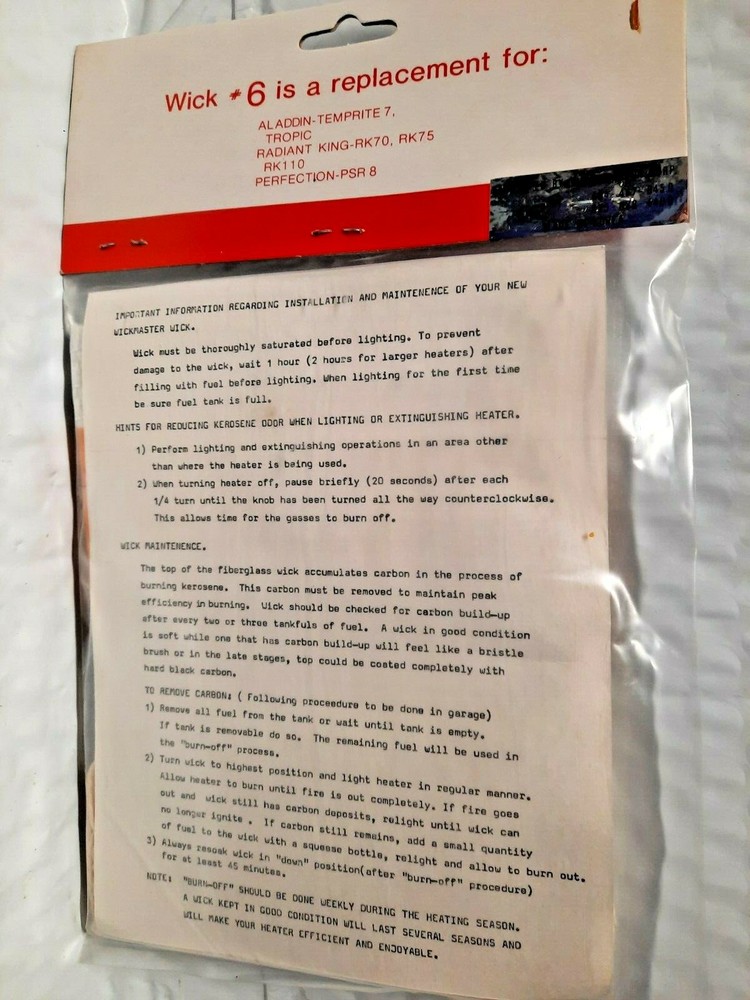 Wick #6 is a replacement for:
ALADDIN-TEMPRITE 7,
TROPIC
RADIANT KING-RK70, RK75
RK110
PERFECTION-PSR 8
IMPORTANT INFORMATION REGARDING INSTALLATION AND MAINTENENCE OF YOUR NEW
WICKMASTER WICK.
Wick must be thoroughly saturated before lighting. To prevent
damage to the wick, wait 1 hour (2 hours for larger heaters) after
filling with fuel before lighting. When lighting for the first time
be sure fuel tank is full.
HINTS FOR REDUCING KEROSENE ODOR WHEN LIGHTING OR EXTINGUISHING HEATER.
1) Perform lighting and extinguishing operations in an area other
than where the heater is being used.
2) When turning heater off, pause briefly (20 seconds) after each
1/4 turn until the knob has been turned all the way counterclockwise.
This allows time for the gasses to burn off.
WICK MAINTENENCE.
The top of the fiberglass wick accumulates carbon in the process of
burning kerosene. This carbon must be removed to maintain peak
efficiency in burning. Wick should be checked for carbon build-up
after every two or three tankfuls of fuel. A wick in good condition
is soft while one that has carbon build-up will feel like a bristle
brush or in the late stages, top could be coated completely with
hard black carbon.
TO REMOVE CARBON: ( Following proceedure to be done in garage)
1) Remove all fuel from the tank or wait until tank is empty.
If tank is removable do so. The remaining fuel will be used in
the "burn-off" process.
2) Turn wick to highest position and light heater in regular manner.
Allow heater to burn until fire is out completely. If fire goes
out and wick still has carbon deposits, relight until wick can
no longer ignite . If carbon still remains, add a small quantity
of fuel to the wick with a squeese bottle, relight and allow to burn out.
3) Always resoak wick in "down" position(after "burn-off" procedure)
for at least 45 minutes.
NOTE: "BURN-OFF" SHOULD BE DONE WEEKLY DURING THE HEATING SEASON.
A WICK KEPT IN GOOD CONDITION WILL LAST SEVERAL SEASONS AND
WILL MAKE YOUR HEATER EFFICIENT AND ENJOYABLE.